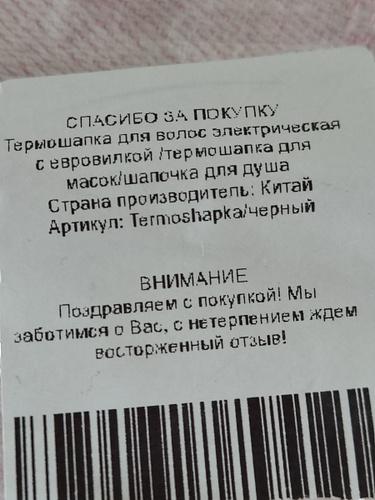 СПАСИБО ЗА ПОКУПКУ
Термошапка для волос электрическая
с евровилкой /термошапка для
масок/шапочка для душа
Страна производитель: Китай
Артикул: Termoshapka/черный
ВНИМАНИЕ
Поздравляем с покупкой! Мы
заботимся о Вас, с нетерпением ждем
восторженный отзыв!